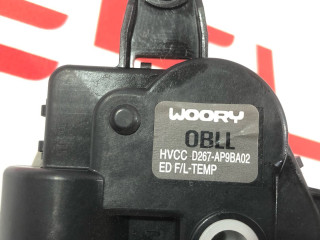 WOORY
OBLL
HVCC D267-AP9BA02
ED F/L-TEMP